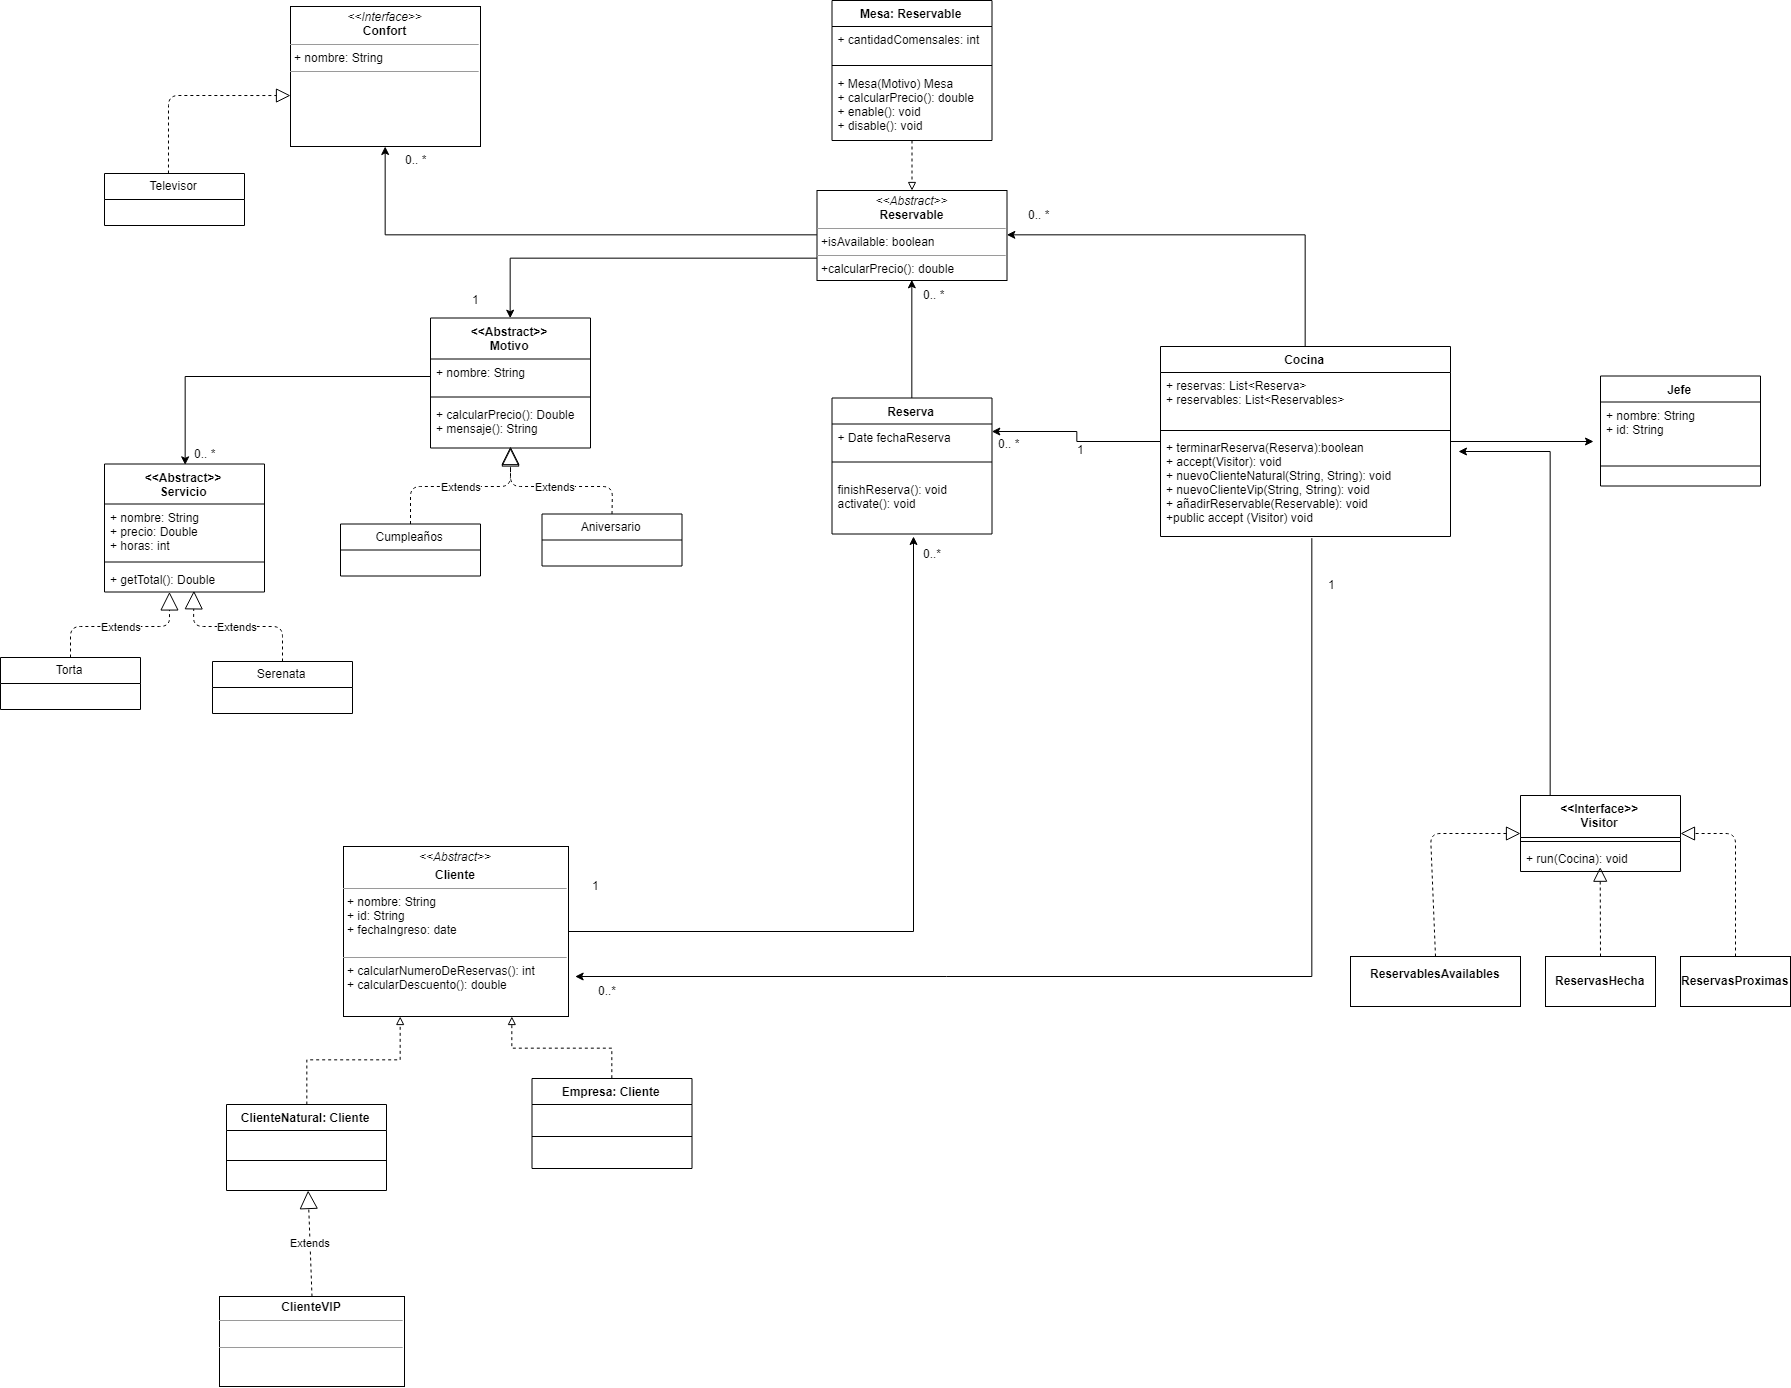 <<Interface>>
Confort
+ nombre: String
Televisor
0.. *
Mesa: Reservable
+ cantidadComensales: int
+ Mesa(Motivo) Mesa
+ calcularPrecio(): double
+ enable(): void
+ disable(): void
<<Abstract>>
Reservable
+isAvailable: boolean
+calcularPrecio(): double
0.. *
0.. *
1
<<Abstract>>
Motivo
+ nombre: String
+ calcularPrecio(): Double
+ mensaje(): String
Extends
Extends
Cumpleaños
Aniversario
0.. *
<<Abstract>>
Servicio
+ nombre: String
+ precio: Double
+ horas: int
+ getTotal(): Double
Extends
Extends
Torta
Serenata
Reserva
+ Date fechaReserva
finishReserva(): void
activate(): void
0.. *
1
0..*
Cocina
+ reservas: List<Reserva>
+ reservables: List<Reservables>
+ terminarReserva(Reserva):boolean
+ accept(Visitor): void
+ nuevoClienteNatural(String, String): void
+ nuevoClienteVip(String, String): void
+ añadirReservable(Reservable): void
+public accept (Visitor) void
1
Jefe
+ nombre: String
+ id: String
<<Interface>>
Visitor
+ run(Cocina): void
ReservablesAvailables
ReservasHecha
ReservasProximas
<<Abstract>>
Cliente
+ nombre: String
+ id: String
+ fechaIngreso: date
+ calcularNumeroDeReservas(): int
+ calcularDescuento(): double
1
0..*
Empresa: Cliente
ClienteNatural: Cliente
Extends
ClienteVIP